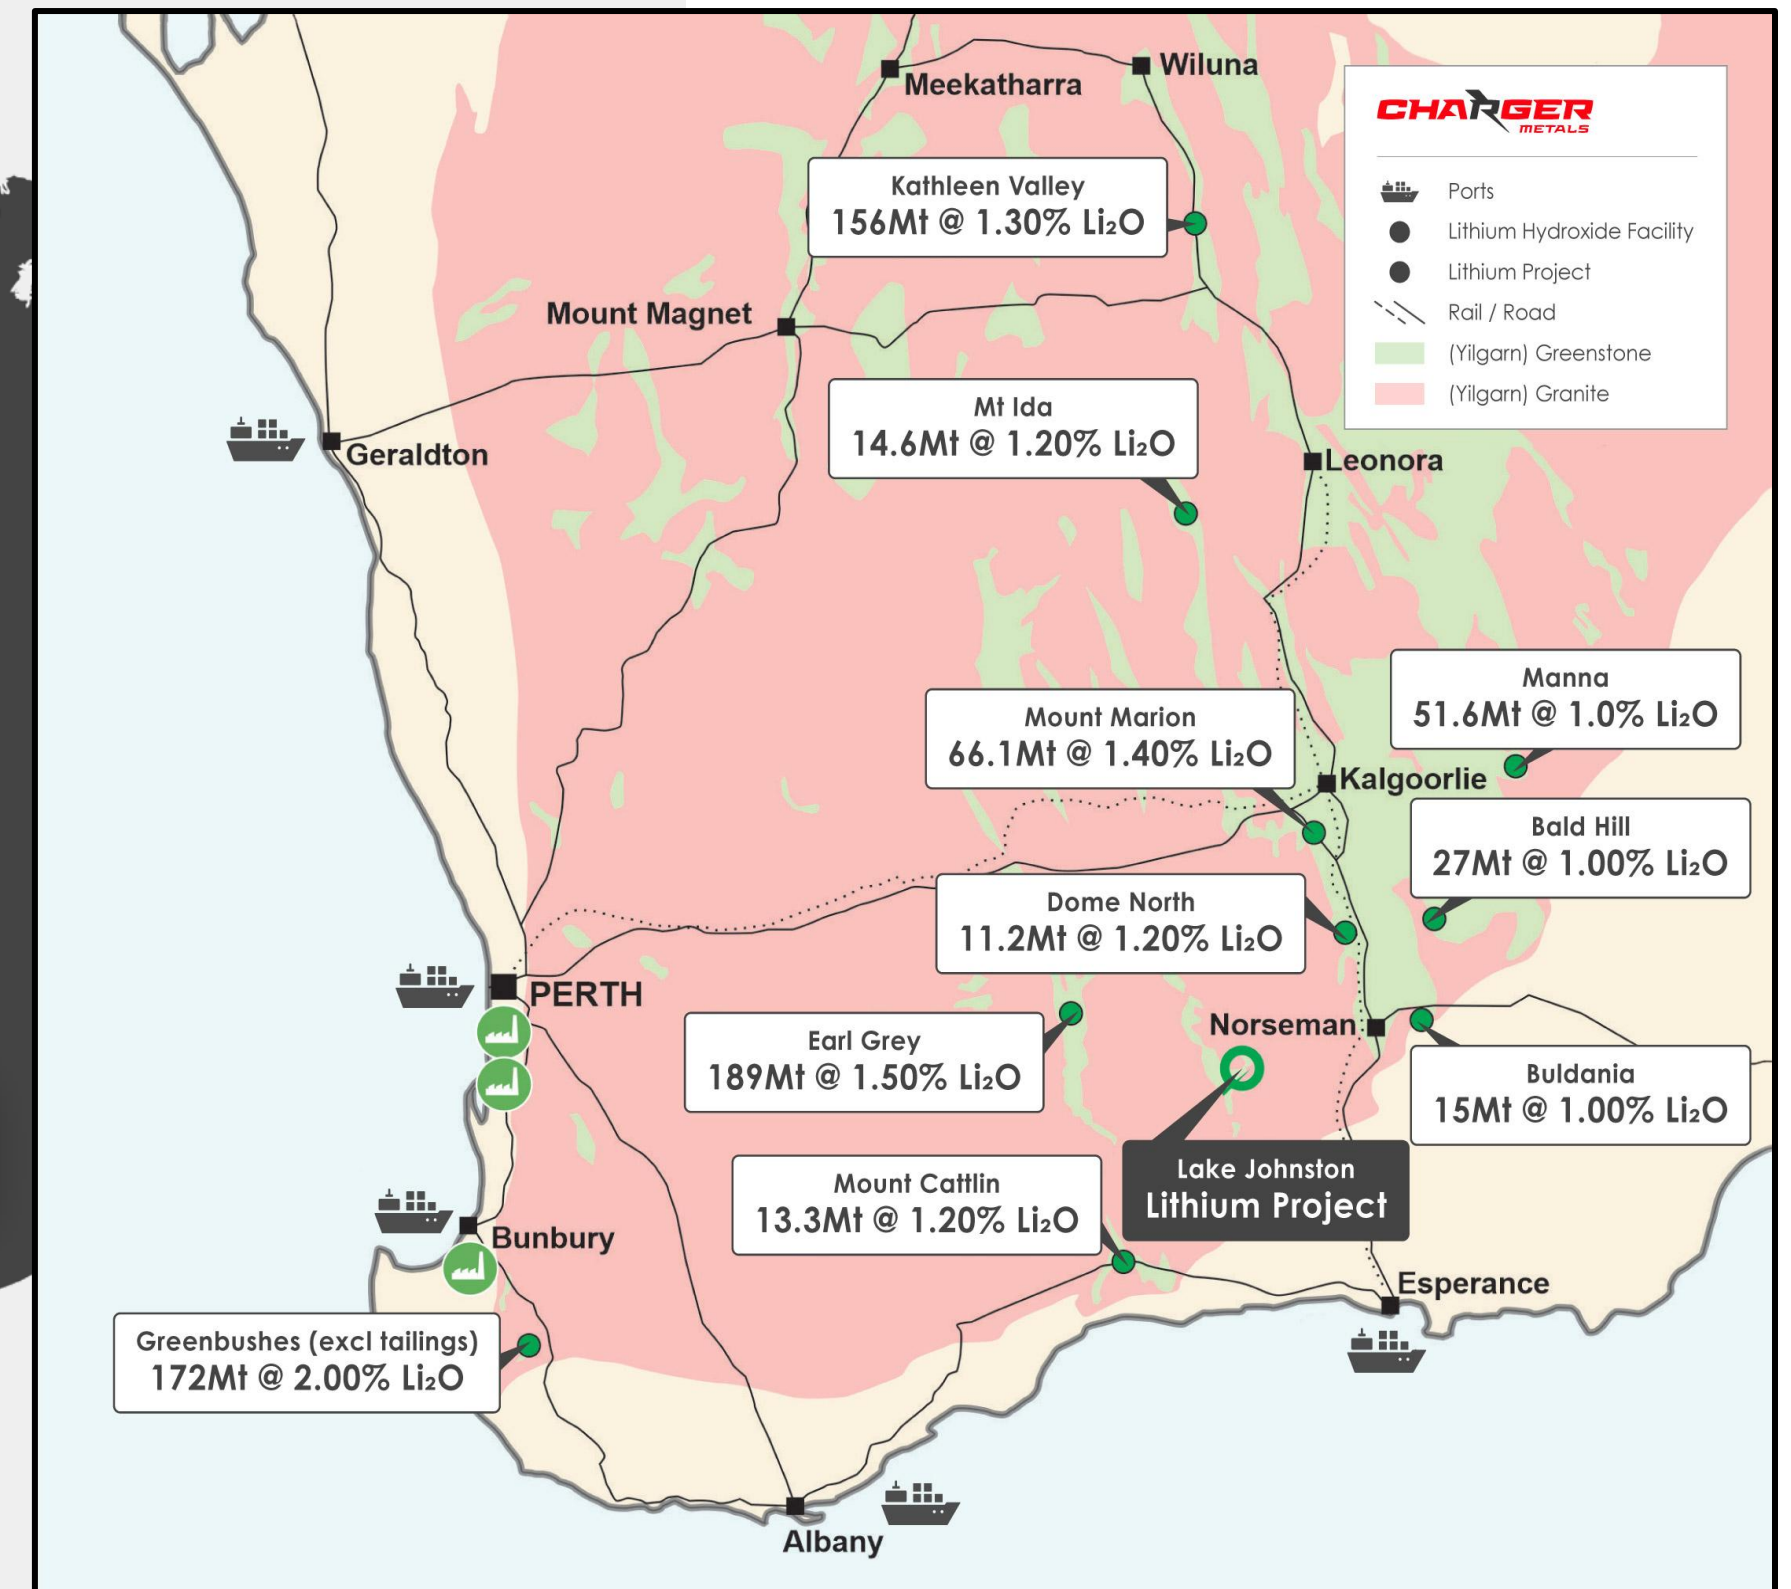 Meekatharra
Wiluna
CHARGER
METALS
Ports
Lithium Hydroxide Facility
Lithium Project
Rail / Road
(Yilgarn) Greenstone
(Yilgarn) Granite
Kathleen Valley
156Mt @ 1.30% Li₂O
Mount Magnet
Mt Ida
14.6Mt @ 1.20% Li₂O
Geraldton
Leonora
Manna
51.6Mt @ 1.0% Li₂O
Mount Marion
66.1Mt @ 1.40% Li₂O
Kalgoorlie
Bald Hill
27Mt @ 1.00% Li₂O
Dome North
11.2Mt @ 1.20% Li₂O
PERTH
Norseman
Earl Grey
189Mt @ 1.50% Li₂O
Buldania
15Mt @ 1.00% Li₂O
Lake Johnston
Lithium Project
Mount Cattlin
13.3Mt @ 1.20% Li₂O
Bunbury
Esperance
Greenbushes (excl tailings)
172Mt @ 2.00% Li₂O
Albany